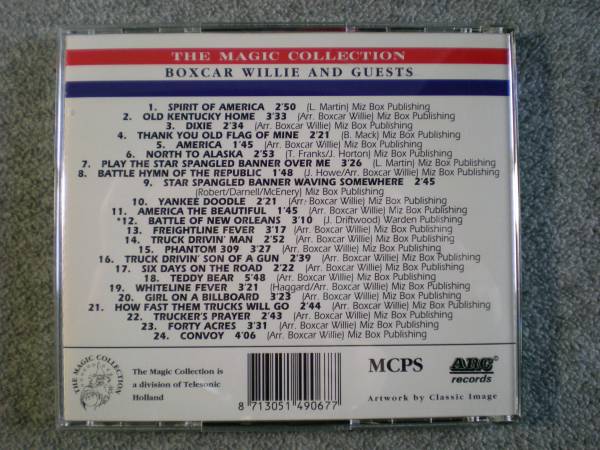 THE MAGIC COLLECTION
BOXCAR WILLIE AND GUESTS
1. SPIRIT OF AMERICA 2'50 (L. Martin) Miz Box Publishing
2. OLD KENTUCKY HOME 3'33 (Arr. Boxcar Willie) Miz Box Publishing
3. DIXIE 2'34 (Arr. Boxcar Willie) Miz Box Publishing
4. THANK YOU OLD FLAG OF MINE 2'21 (B. Mack) Miz Box Publishing
5. AMERICA 1'45 (Arr. Boxcar Willie) Miz Box Publishing
6. NORTH TO ALASKA 2'53 (T. Franks/J. Horton) Miz Box Publishing
7. PLAY THE STAR SPANGLED BANNER OVER ME 3'26 (L. Martin) Miz Box Publishing
8. BATTLE HYMN OF THE REPUBLIC 1'48 (J. Howe/Arr. Boxcar Willie) Miz Box Publishing
9. STAR SPANGLED BANNER WAVING SOMEWHERE 2'45
(Robert/Darnell/McEnery) Miz Box Publishing
10. YANKEE DOODLE 2'21 (Arr. Boxcar Willie) Miz Box Publishing
11. AMERICA THE BEAUTIFUL 1'45 (Arr. Boxcar Willie) Miz Box Publishing
*12. BATTLE OF NEW ORLEANS 3'10 (J. Driftwood) Warden Publishing
13. FREIGHTLINE FEVER 3'17 (Arr. Boxcar Willie) Miz Box Publishing
14. TRUCK DRIVIN' MAN 2'52 (Arr. Boxcar Willie) Miz Box Publishing
15. PHANTOM 309 3'27 (Arr. Boxcar Willie) Miz Box Publishing
16. TRUCK DRIVIN' SON OF A GUN 2'39 (Arr. Boxcar Willie) Miz Box Publishing
17. SIX DAYS ON THE ROAD 2'22 (Arr. Boxcar Willie) Miz Box Publishing
18. TEDDY BEAR 5'48 (Arr. Boxcar Willie) Miz Box Publishing
19. WHITELINE FEVER 3'21 (Haggard/Arr. Boxcar Willie) Miz Box Publishing
20. GIRL ON A BILLBOARD 3'23 (Arr. Boxcar Willie) Miz Box Publishing
21. HOW FAST THEM TRUCKS WILL GO 2'44 (Arr. Boxcar Willie) Miz Box Publishing
22. TRUCKER'S PRAYER 2'43 (Arr. Boxcar Willie) Miz Box Publishing
23. FORTY ACRES 3'31 (Arr. Boxcar Willie) Miz Box Publishing
24. CONVOY 4'06 (Arr. Boxcar Willie) Miz Box Publishing
THE MAGIC COLLECTION
The Magic Collection is
a division of Telesonic
Holland
8 713051 490677
MCPS
ARC
records
Artwork by Classic Image